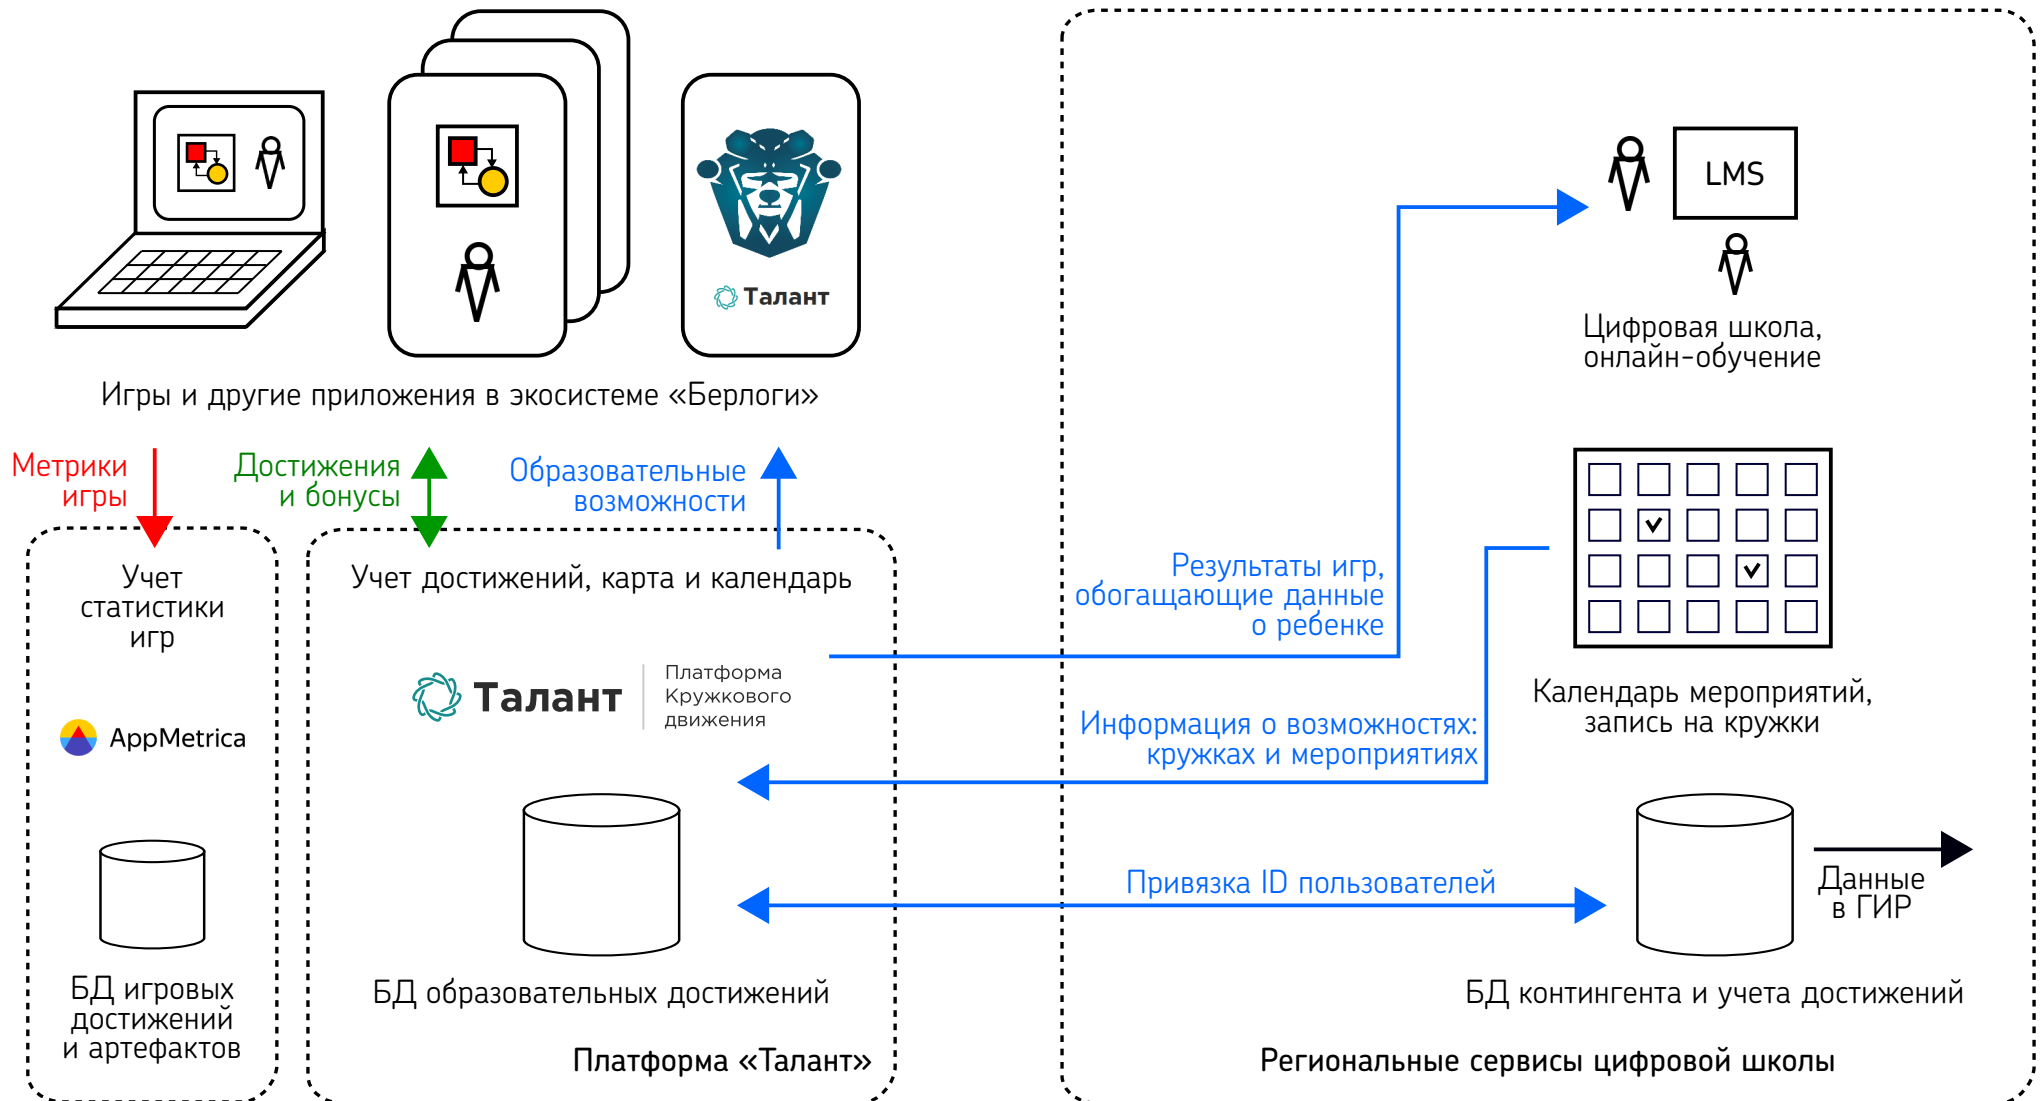 LMS
Талант
Цифровая школа,
онлайн-обучение
Игры и другие приложения в экосистеме «Берлоги»
Метрики
игры
Достижения
и бонусы
Образовательные
возможности
Учет
статистики
игр
Учет достижений, карта и календарь
Результаты игр,
обогащающие данные
о ребенке
Талант
Платформа
Кружкового
движения
AppMetrica
Календарь мероприятий,
запись на кружки
Информация о возможностях:
кружках и мероприятиях
Привязка ID пользователей
Данные
в ГИР
БД игровых
достижений
и артефактов
БД образовательных достижений
БД контингента и учета достижений
Платформа «Талант»
Региональные сервисы цифровой школы